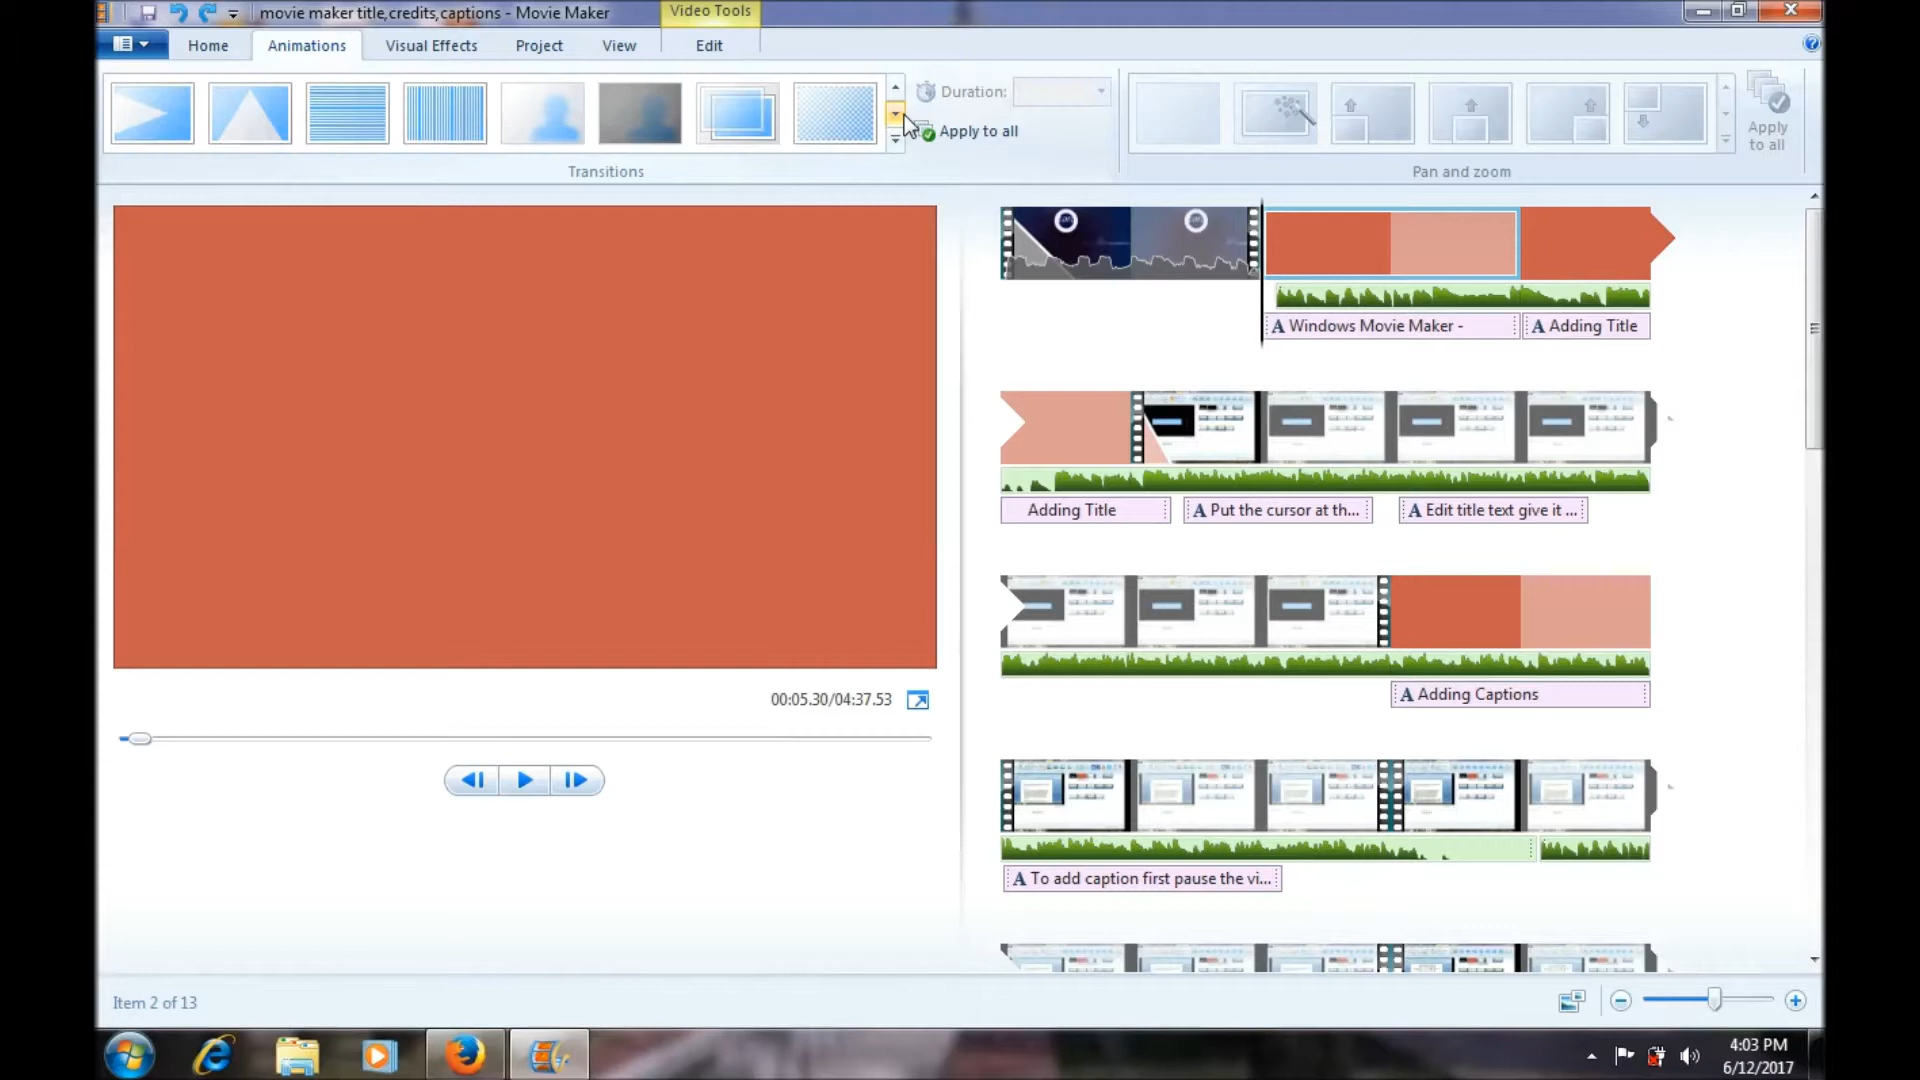 movie maker title,credits,captions - Movie Maker
Video Tools
Home
Animations
Visual Effects
Project
View
Edit
Duration:
Apply to all
Apply
to all
Transitions
Pan and zoom
A Windows Movie Maker -
A Adding Title
Adding Title
A Put the cursor at th...
A Edit title text give it ...
A Adding Captions
00:05.30/04:37.53
A To add caption first pause the vi...
Item 2 of 13
4:03 PM
6/12/2017